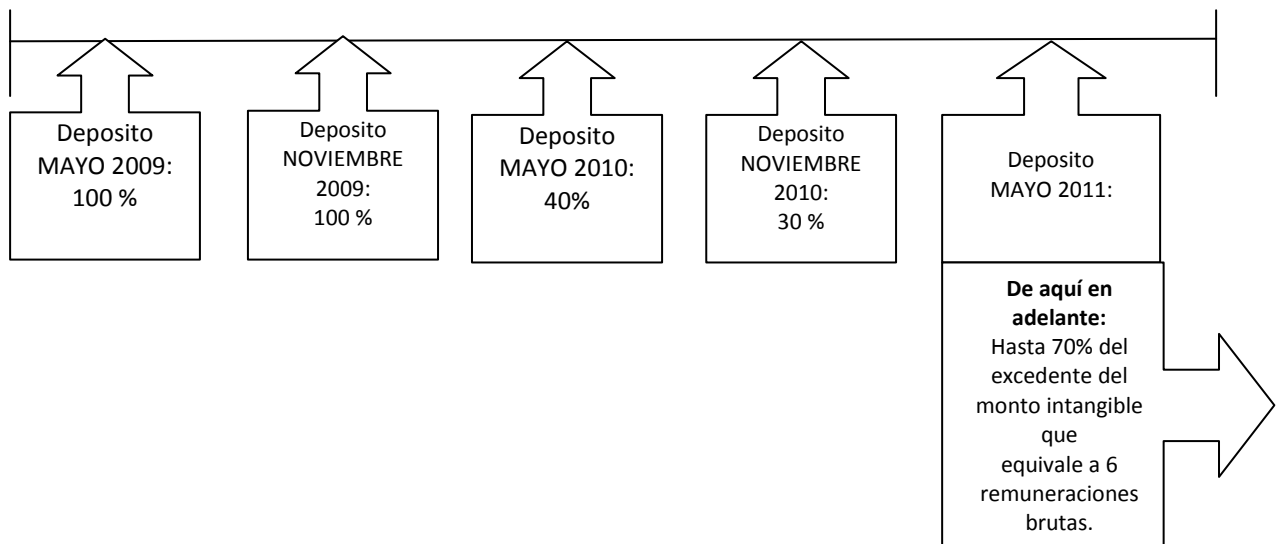 Deposito
MAYO 2009:
100 %
Deposito
NOVIEMBRE
2009:
100 %
Deposito
MAYO 2010:
40%
Deposito
NOVIEMBRE
2010:
30 %
Deposito
MAYO 2011:
De aquí en
adelante:
Hasta 70% del
excedente del
monto intangible
que
equivale a 6
remuneraciones
brutas.